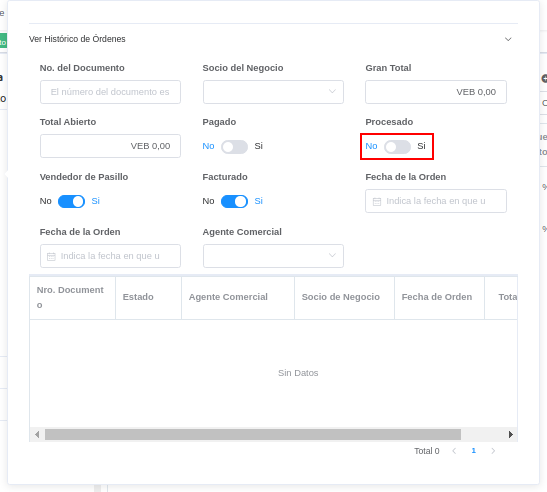 Ver Histórico de Órdenes
No. del Documento Socio del Negocio Gran Total
El número del documento es VEB 0,00
Total Abierto Pagado Procesado
VEB 0,00 No Si No Si
Vendedor de Pasillo Facturado Fecha de la Orden
No Si No Si Indica la fecha en que u
Fecha de la Orden Agente Comercial
Indica la fecha en que u
Nro. Documento Estado Agente Comercial Socio de Negocio Fecha de Orden Tota
Sin Datos
Total 0 1